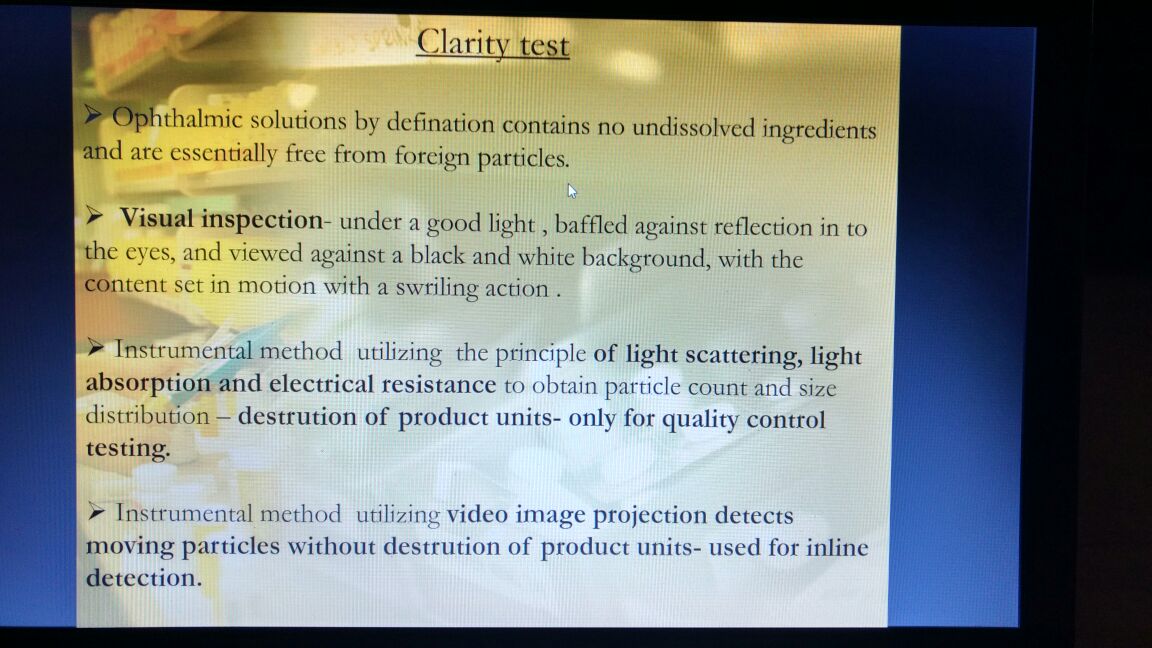 Clarity test
➤ Ophthalmic solutions by defination contains no undissolved ingredients
and are essentially free from foreign particles.
➤ Visual inspection- under a good light , baffled against reflection in to
the eyes, and viewed against a black and white background, with the
content set in motion with a swriling action .
➤ Instrumental method utilizing the principle of light scattering, light
absorption and electrical resistance to obtain particle count and size
distribution – destrution of product units- only for quality control
testing.
➤ Instrumental method utilizing video image projection detects
moving particles without destrution of product units- used for inline
detection.